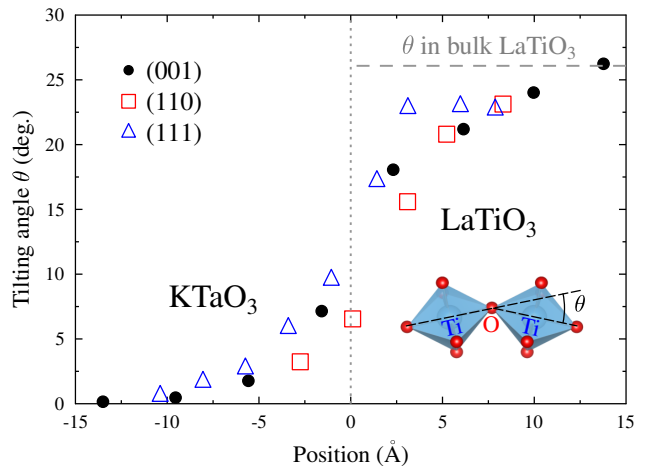 30
25
20
15
10
5
0
Tilting angle θ (deg.)
(001)
(110)
(111)
θ in bulk LaTiO₃
KTaO₃
LaTiO₃
Ti O Ti
θ
-15 -10 -5 0 5 10 15
Position (Å)